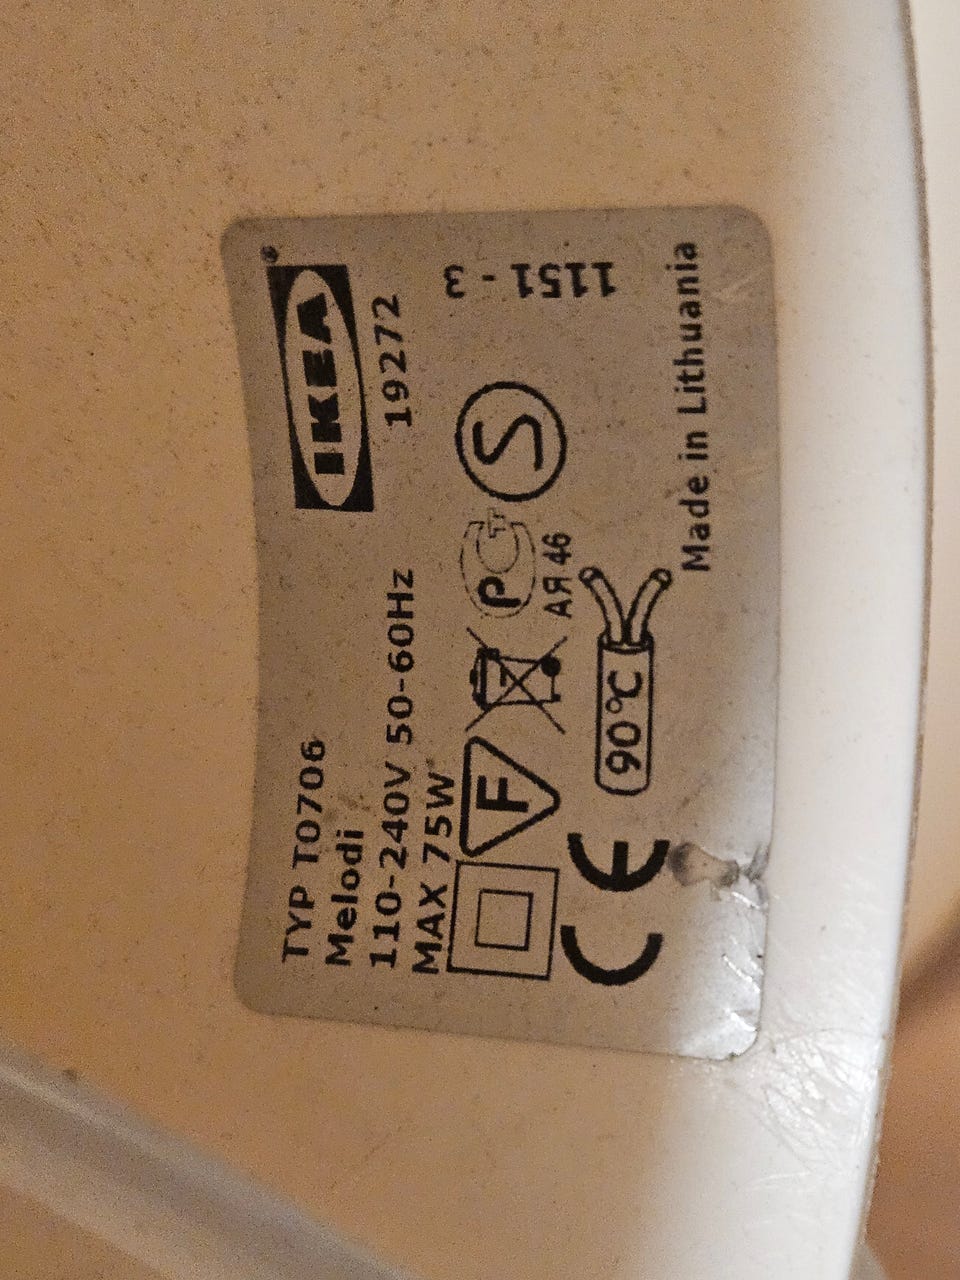 IKEA®
TYP T0706
Melodi
110-240V 50-60Hz 19272
MAX 75W
F PC S
АЯ 46
CE 90°C
1151 - 3
Made in Lithuania